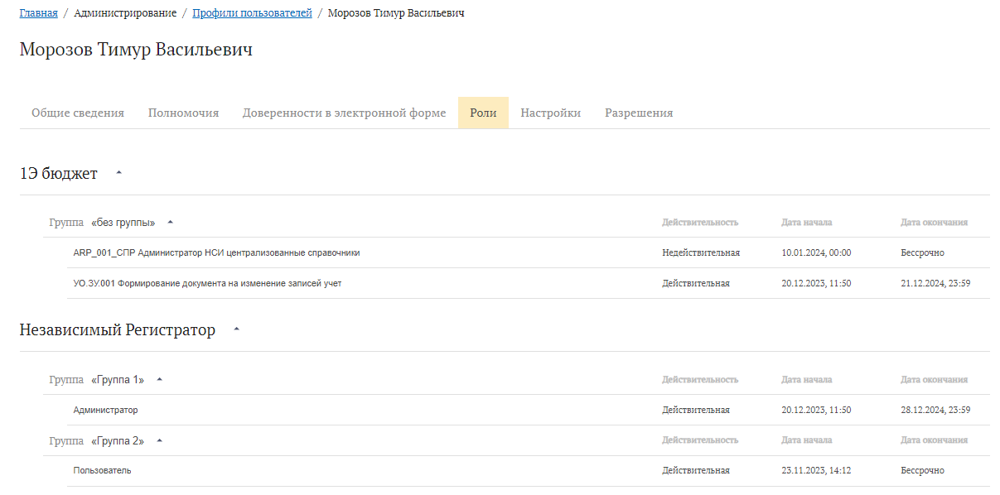 Главная / Администрирование / Профили пользователей / Морозов Тимур Васильевич
Морозов Тимур Васильевич
Общие сведения Полномочия Доверенности в электронной форме Роли Настройки Разрешения
1Э бюджет
Группа «без группы» Действительность Дата начала Дата окончания
ARP_001_СПР Администратор НСИ централизованные справочники Недействительная 10.01.2024, 00:00 Бессрочно
УО.ЗУ.001 Формирование документа на изменение записей учет Действительная 20.12.2023, 11:50 21.12.2024, 23:59
Независимый Регистратор
Группа «Группа 1» Действительность Дата начала Дата окончания
Администратор Действительная 20.12.2023, 11:50 28.12.2024, 23:59
Группа «Группа 2» Действительность Дата начала Дата окончания
Пользователь Действительная 23.11.2023, 14:12 Бессрочно